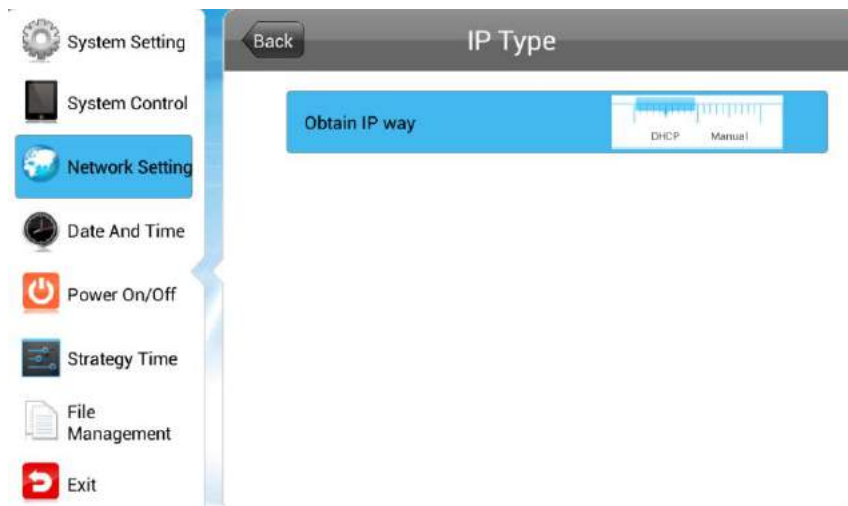 System Setting
System Control
Network Setting
Date And Time
Power On/Off
Strategy Time
File
Management
Exit
Back
IP Type
Obtain IP way
DHCP Manual